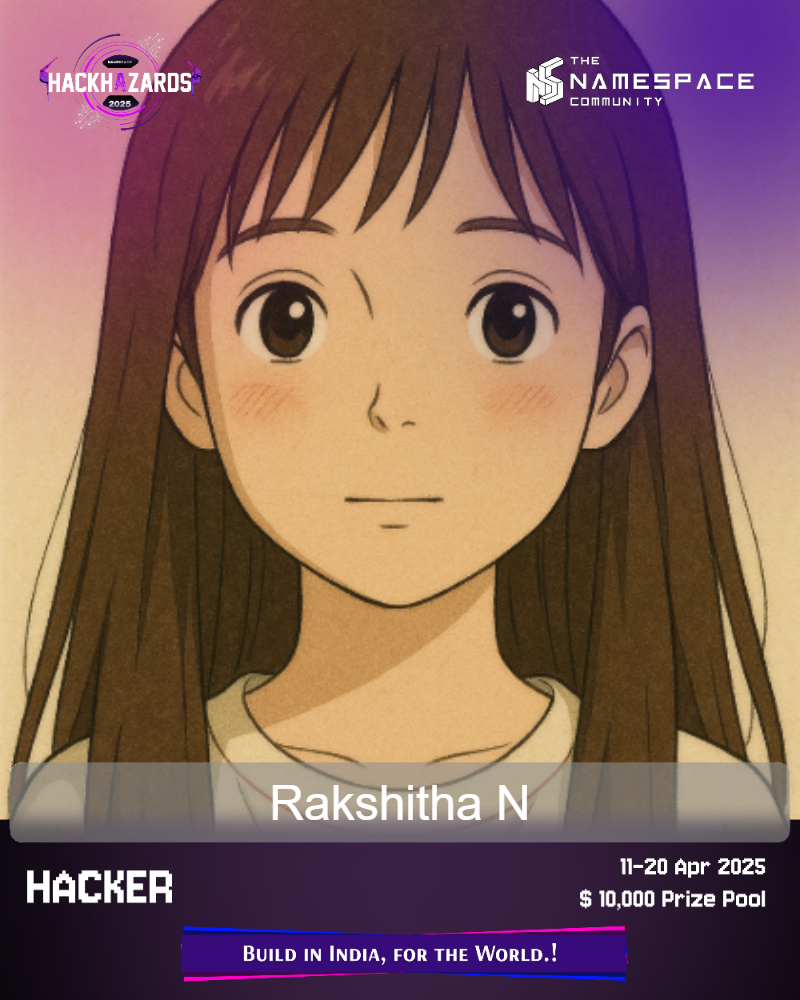 HACKHAZARDS
2025
THE
NAMESPACE
COMMUNITY
Rakshitha N
HACKER
11-20 Apr 2025
$ 10,000 Prize Pool
Build in India, for the World.!